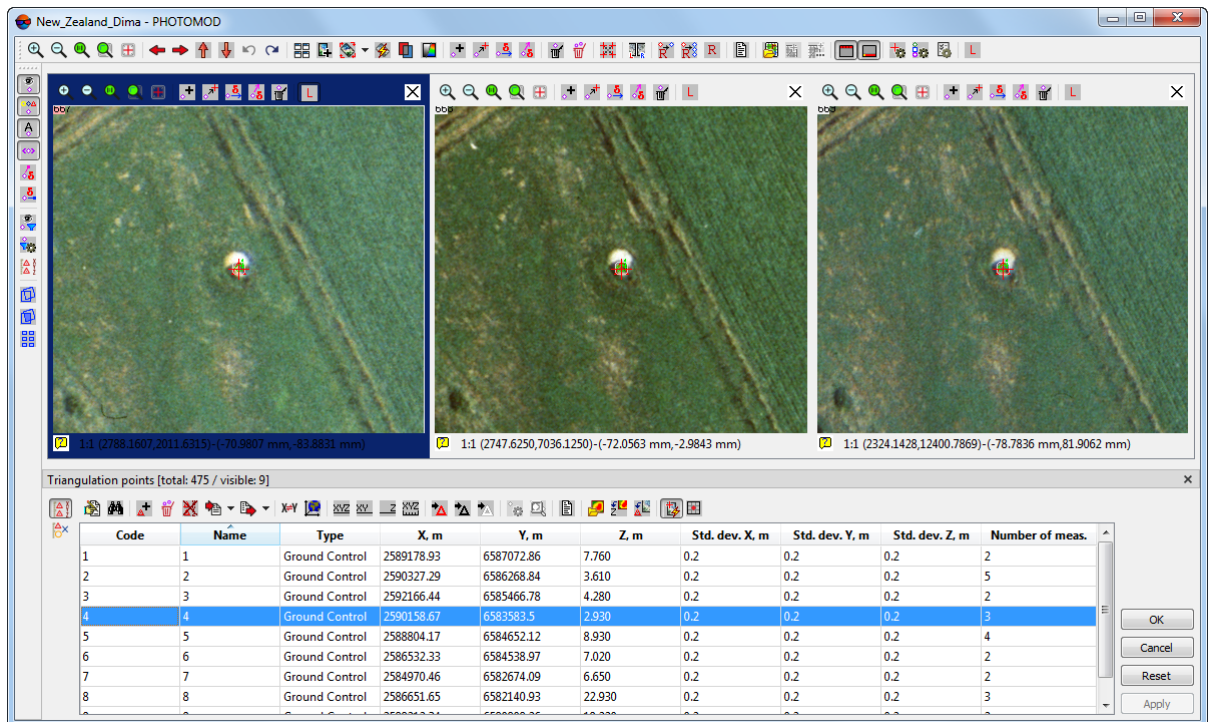 New_Zealand_Dima - PHOTOMOD
R
L
L
L
L
A
1:1 (2788.1607,2011.6315)-(-70.9807 mm,-83.8831 mm)
1:1 (2747.6250,7036.1250)-(-72.0563 mm,-2.9843 mm)
1:1 (2324.1428,12400.7869)-(-78.7836 mm,81.9062 mm)
Triangulation points [total: 475 / visible: 9]
XYZ XY Z XYZ
Code Name Type X, m Y, m Z, m Std. dev. X, m Std. dev. Y, m Std. dev. Z, m Number of meas.
1 1 Ground Control 2589178.93 6587072.86 7.760 0.2 0.2 0.2 2
2 2 Ground Control 2590327.29 6586268.84 3.610 0.2 0.2 0.2 5
3 3 Ground Control 2592166.44 6585466.78 4.280 0.2 0.2 0.2 2
4 4 Ground Control 2590158.67 6583583.5 2.930 0.2 0.2 0.2 3
5 5 Ground Control 2588804.17 6584652.12 8.930 0.2 0.2 0.2 4
6 6 Ground Control 2586532.33 6584538.97 7.020 0.2 0.2 0.2 2
7 7 Ground Control 2584970.46 6582674.09 6.650 0.2 0.2 0.2 2
8 8 Ground Control 2586651.65 6582140.93 22.930 0.2 0.2 0.2 3
OK
Cancel
Reset
Apply